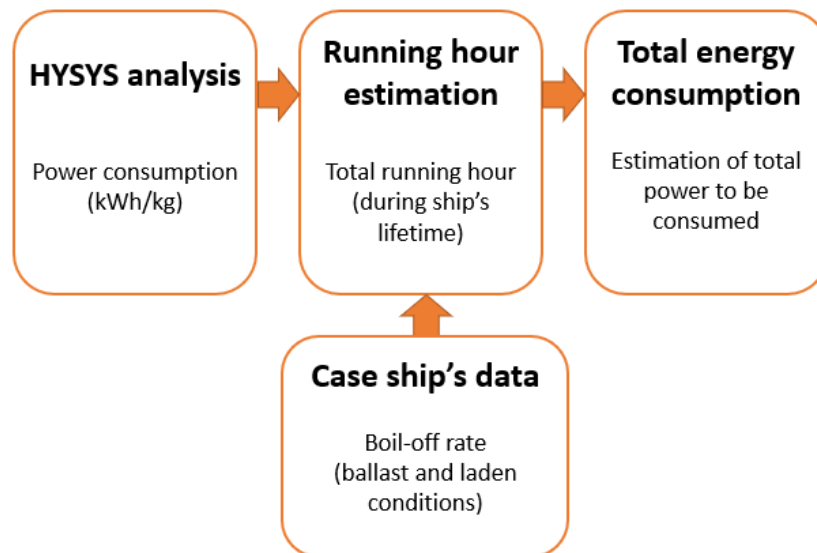 HYSYS analysis
Power consumption
(kWh/kg)
Running hour
estimation
Total running hour
(during ship's
lifetime)
Total energy
consumption
Estimation of total
power to be
consumed
Case ship's data
Boil-off rate
(ballast and laden
conditions)